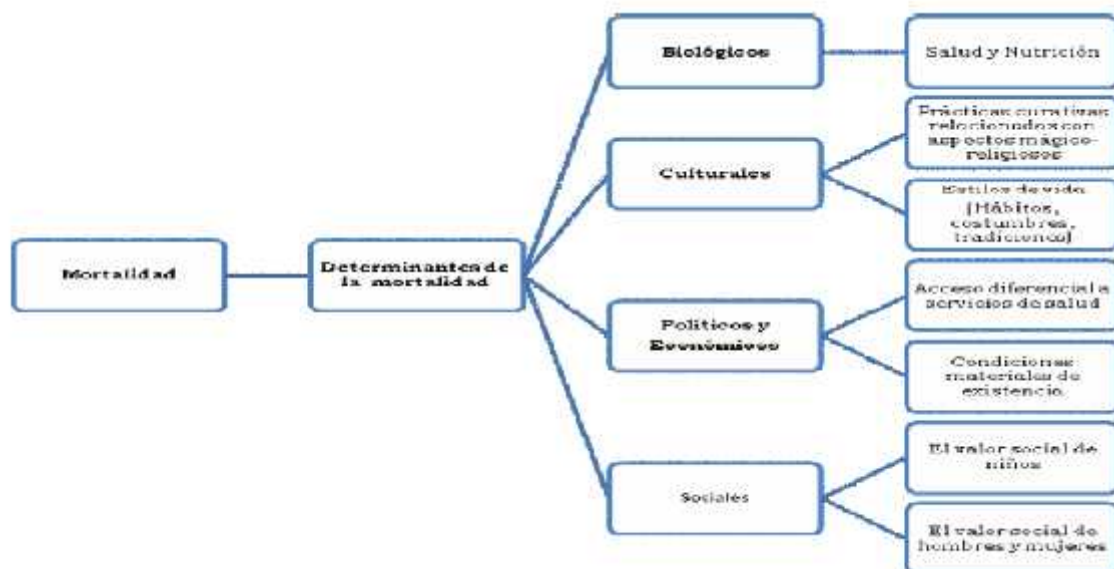 Mortalidad
Determinantes de
la mortalidad
Biológicos
Salud y Nutrición
Culturales
Prácticas curativas
relacionados con
aspectos mágico-
religiosos
Estilos de vida
(Hábitos,
costumbres,
tradiciones)
Políticos y
Económicos
Acceso diferencial a
servicios de salud
Condiciones
materiales de
existencia
Sociales
El valor social de
niños
El valor social de
hombres y mujeres